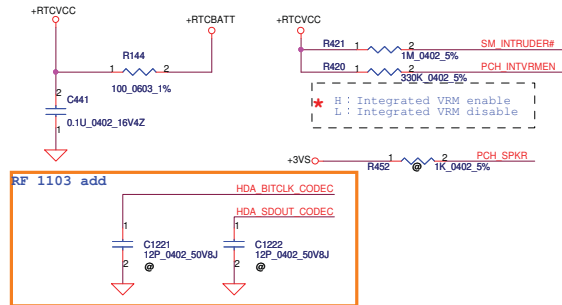 +RTCVCC
+RTCBATT
R144
1 2
100_0603_1%
2
C441
1
0.1U_0402_16V4Z
+RTCVCC
R421 1 2 SM_INTRUDER#
1M_0402_5%
R420 1 2 PCH_INTVRMEN
330K_0402_5%
* H : Integrated VRM enable
L : Integrated VRM disable
+3VS 1 2 PCH_SPKR
R452 @ 1K_0402_5%
RF 1103 add
HDA_BITCLK_CODEC
HDA_SDOUT_CODEC
1
C1221
12P_0402_50V8J
2 @
1
C1222
12P_0402_50V8J
2 @